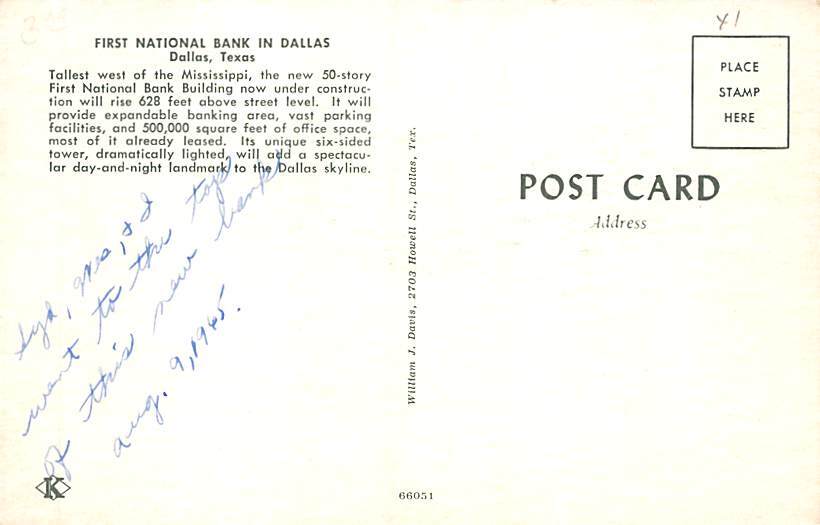 41
FIRST NATIONAL BANK IN DALLAS
Dallas, Texas
Tallest west of the Mississippi, the new 50-story
First National Bank Building now under construc-
tion will rise 628 feet above street level. It will
provide expandable banking area, vast parking
facilities, and 500,000 square feet of office space,
most of it already leased. Its unique six-sided
tower, dramatically lighted, will add a spectacu-
lar day-and-night landmark to the Dallas skyline.
PLACE
STAMP
HERE
POST CARD
Address
William J. Davis, 2703 Howell St., Dallas, Tex.
& I
went to the top
of this new bank
Aug. 9, 1965.
K
66051